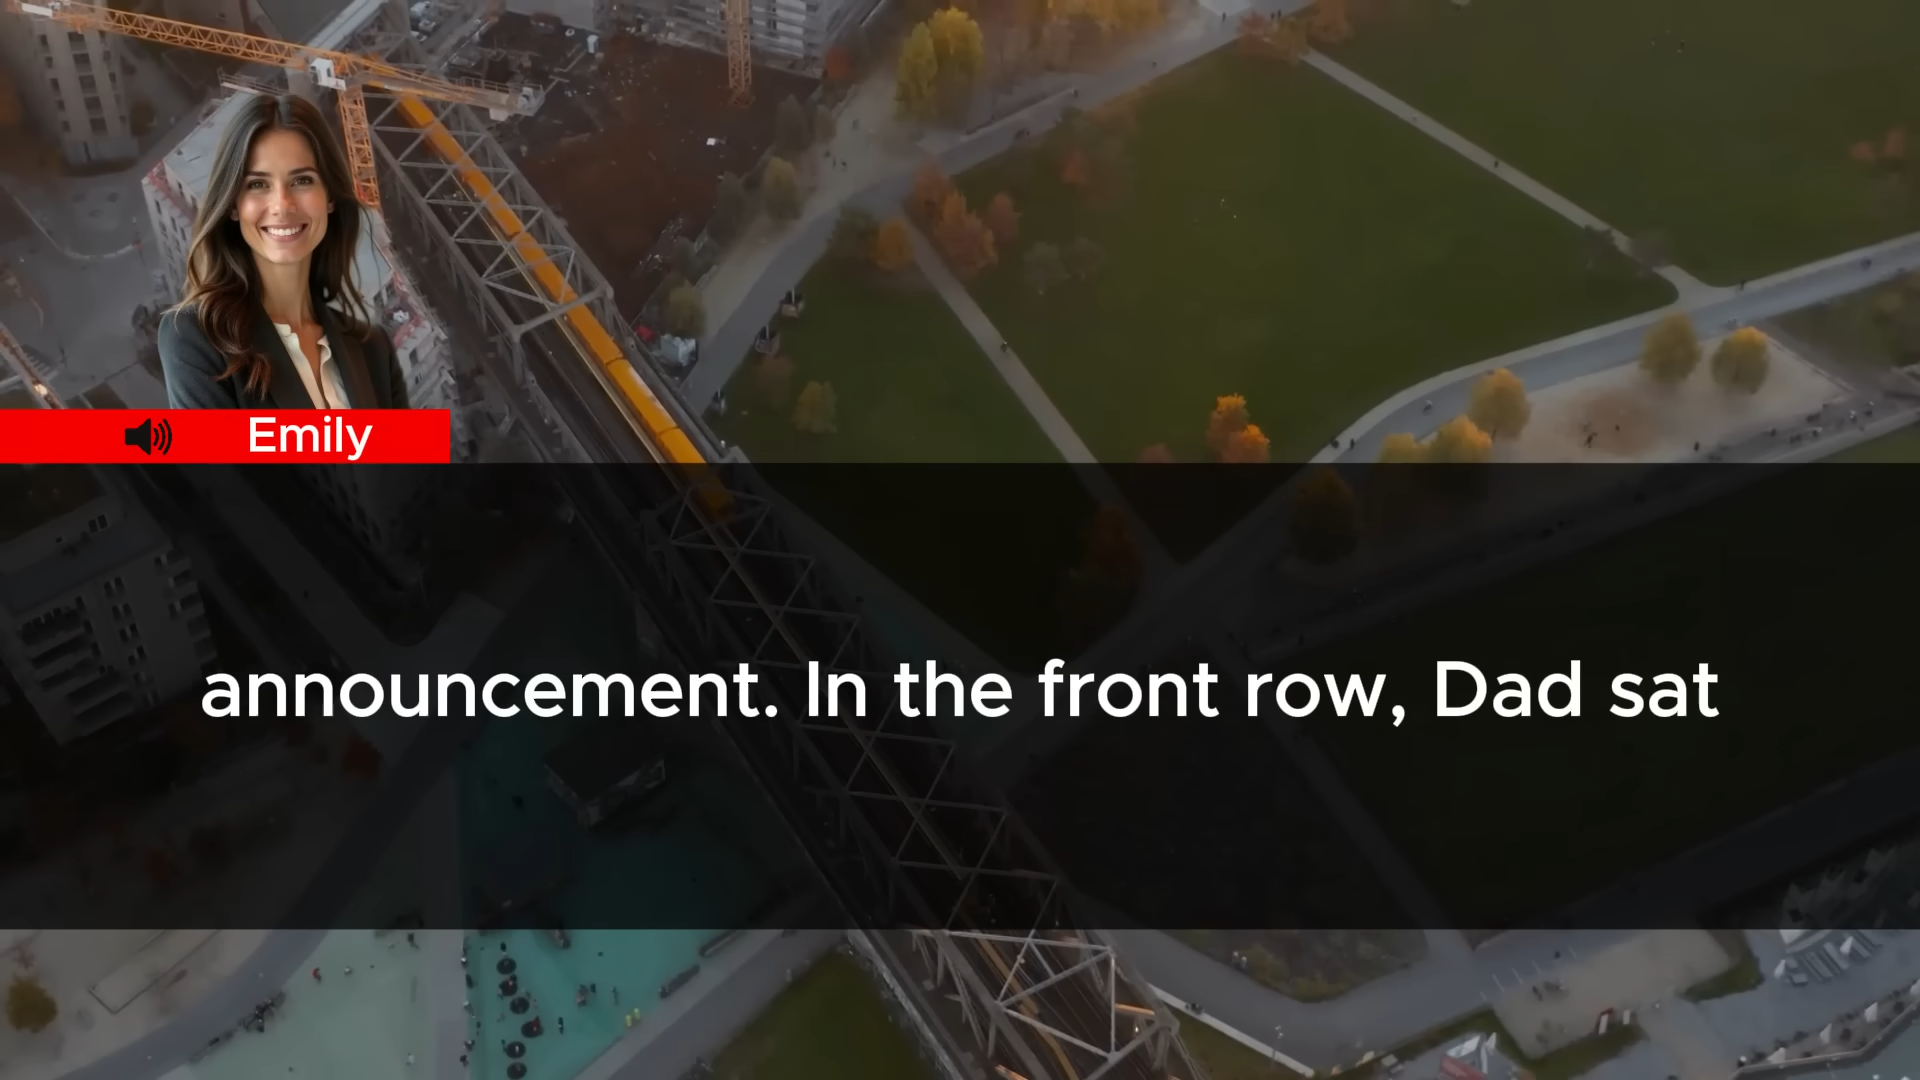 Emily
announcement. In the front row, Dad sat